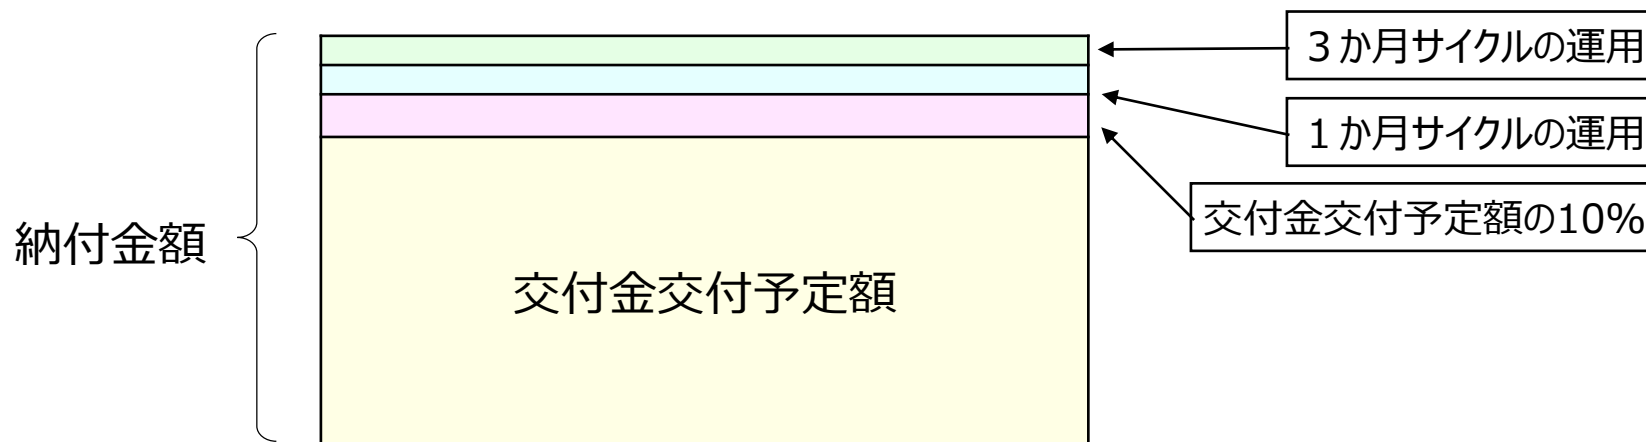 ３か月サイクルの運用
１か月サイクルの運用
交付金交付予定額の10%
納付金額
交付金交付予定額